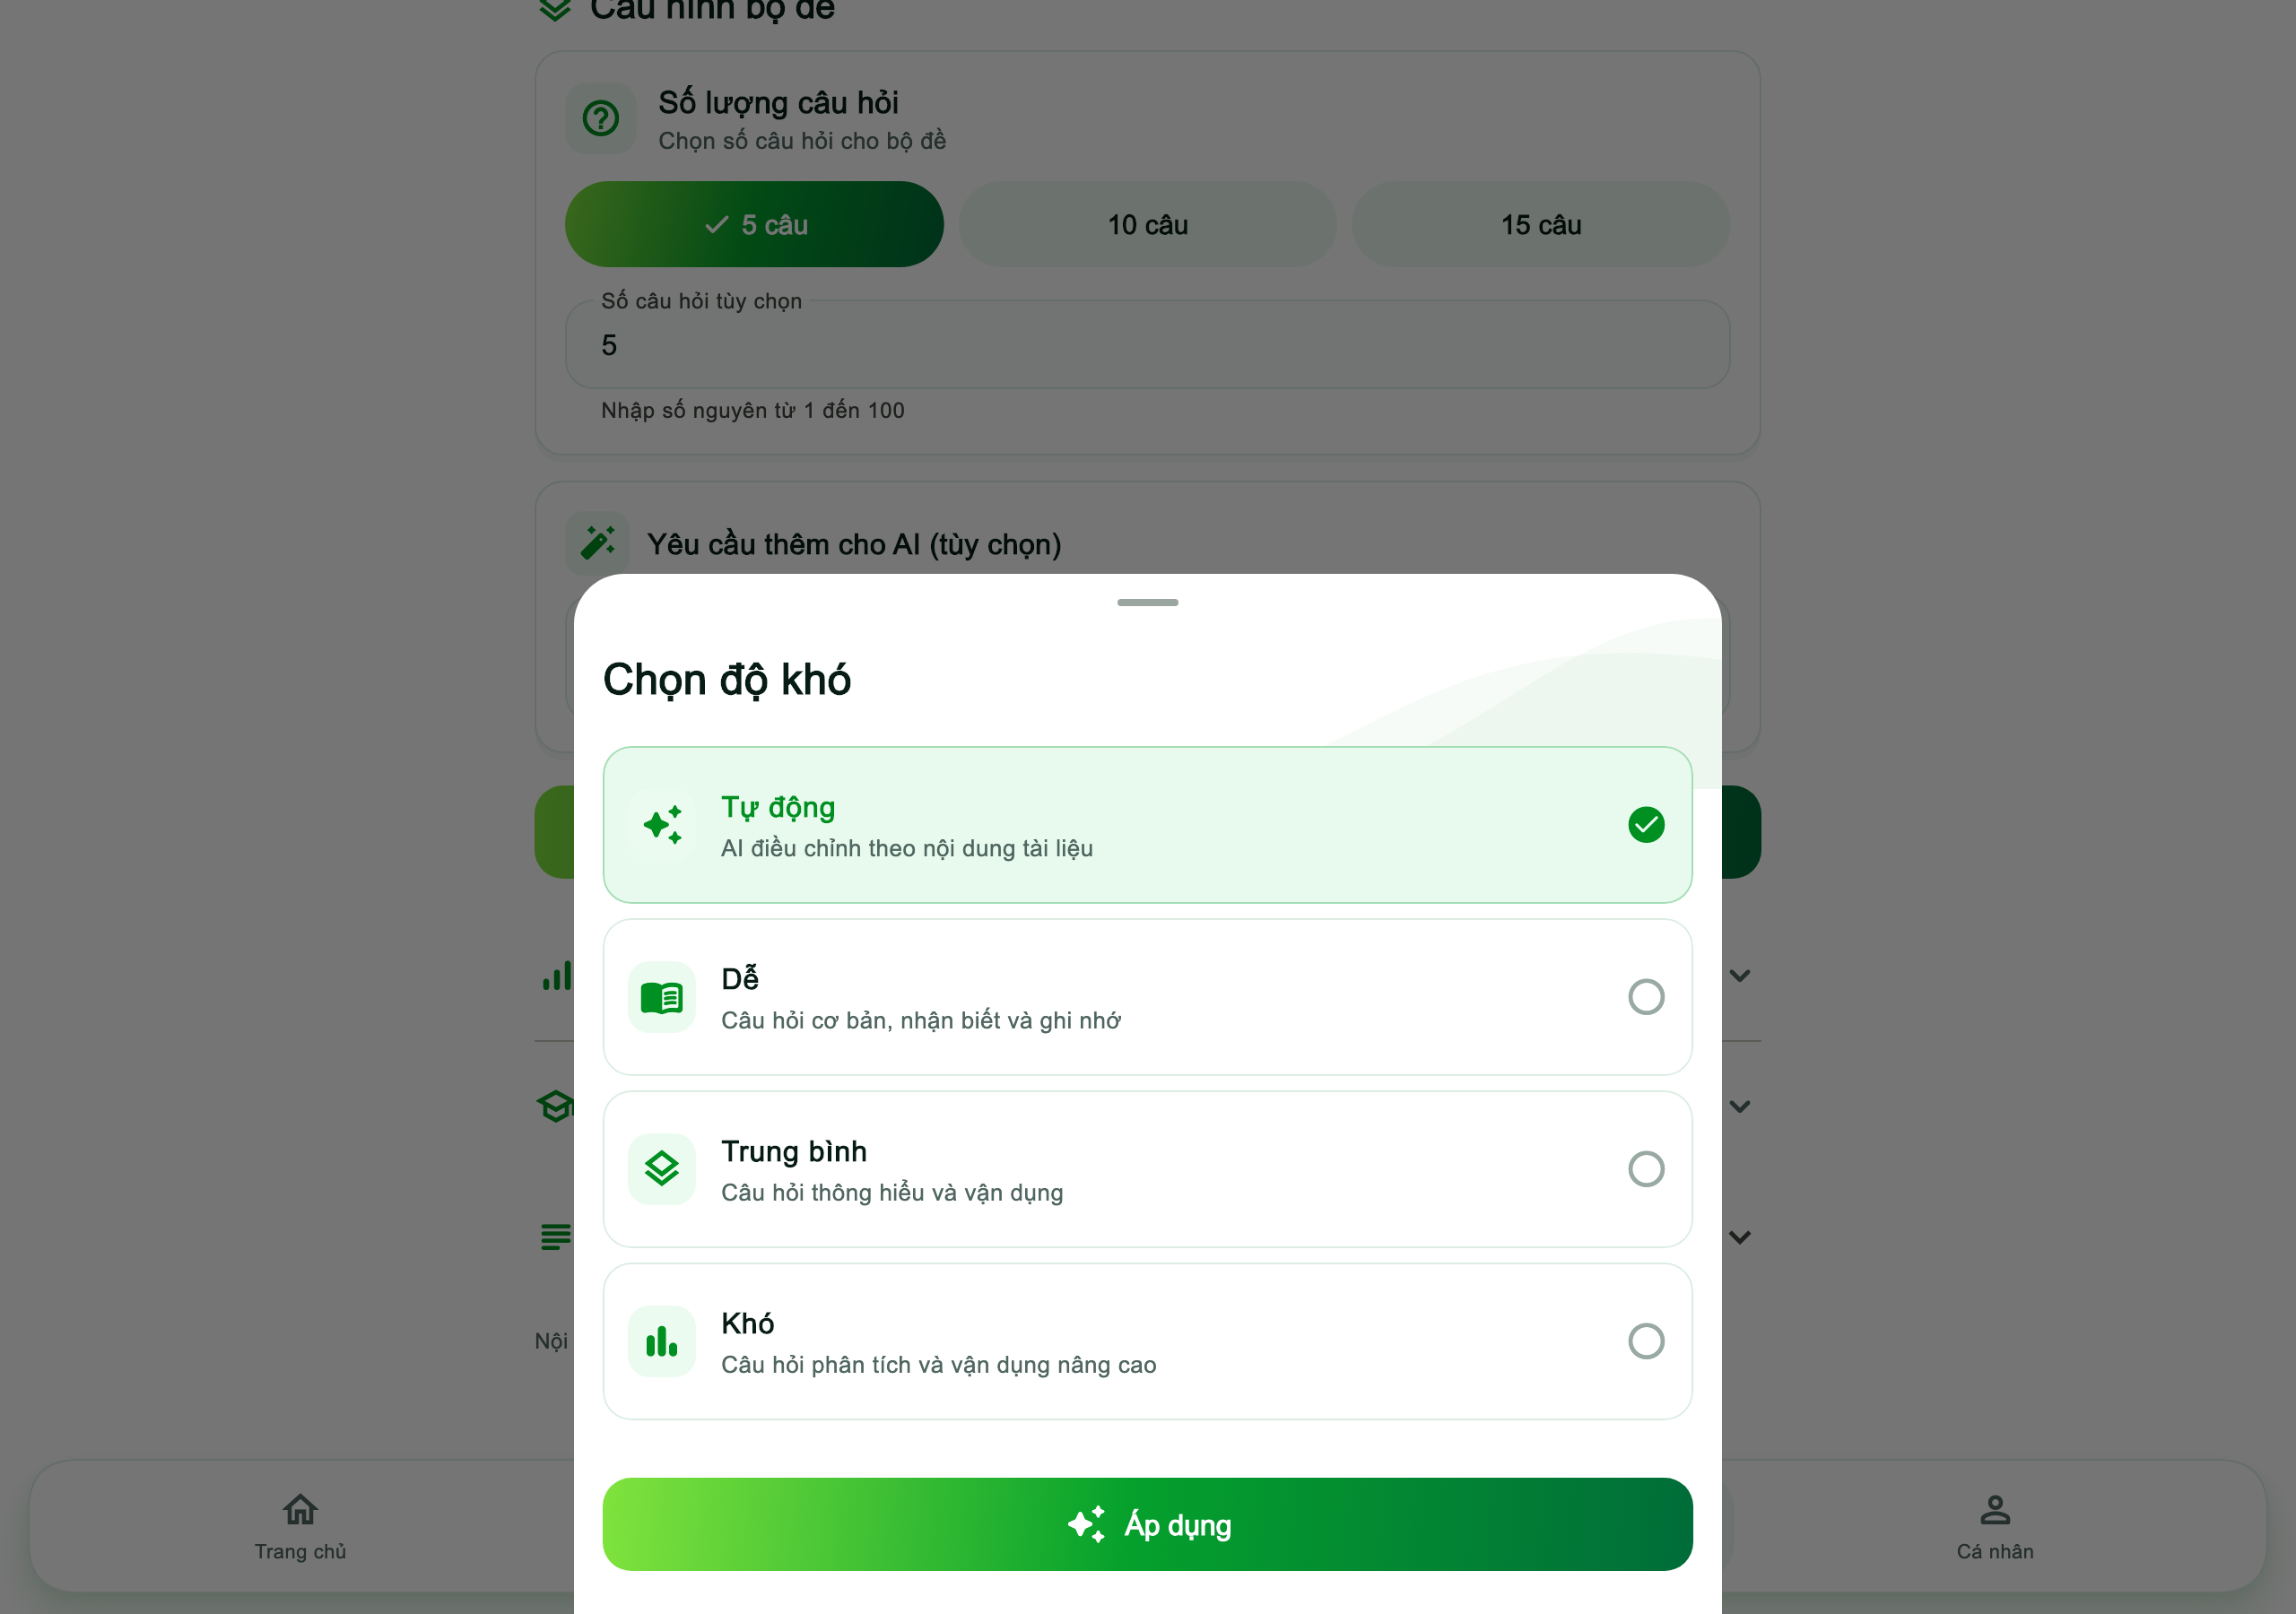 Cấu hình bộ đề
Số lượng câu hỏi
Chọn số câu hỏi cho bộ đề
5 câu
10 câu
15 câu
Số câu hỏi tùy chọn
5
Nhập số nguyên từ 1 đến 100
Yêu cầu thêm cho AI (tùy chọn)
Chọn độ khó
Tự động
AI điều chỉnh theo nội dung tài liệu
Dễ
Câu hỏi cơ bản, nhận biết và ghi nhớ
Trung bình
Câu hỏi thông hiểu và vận dụng
Khó
Câu hỏi phân tích và vận dụng nâng cao
Nội
Áp dụng
Trang chủ
Cá nhân